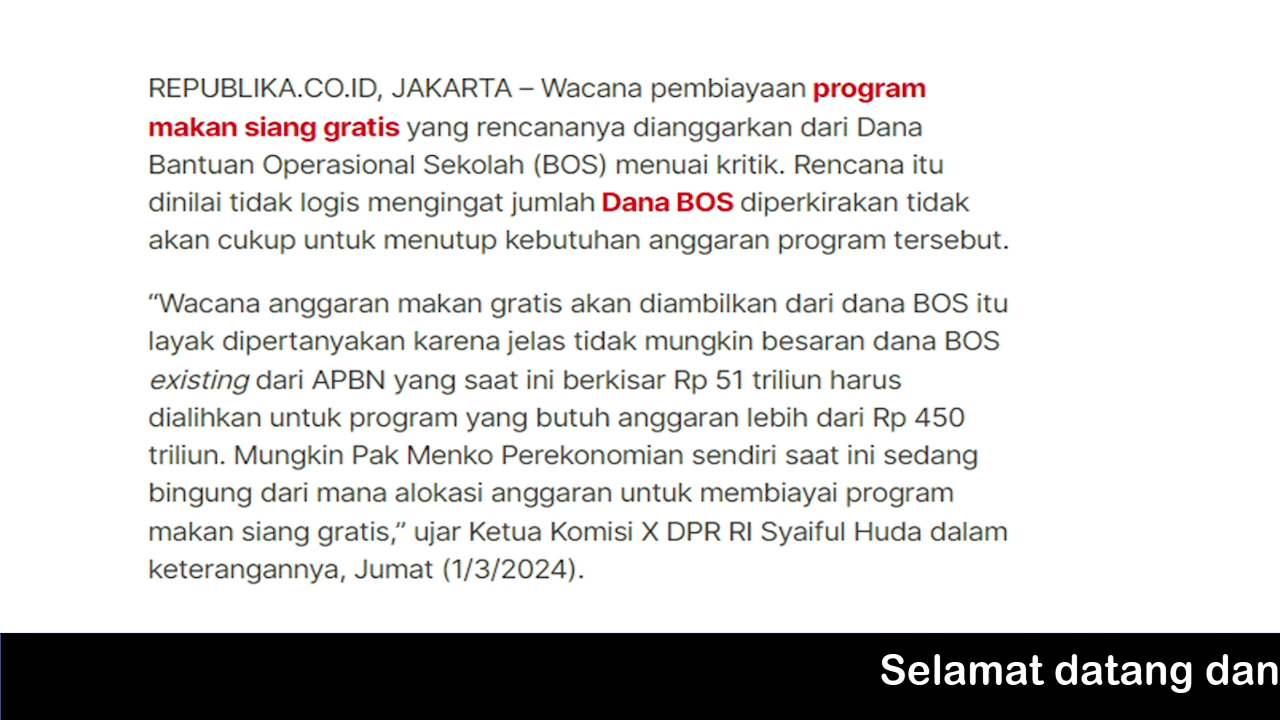 REPUBLIKA.CO.ID, JAKARTA – Wacana pembiayaan program
makan siang gratis yang rencananya dianggarkan dari Dana
Bantuan Operasional Sekolah (BOS) menuai kritik. Rencana itu
dinilai tidak logis mengingat jumlah Dana BOS diperkirakan tidak
akan cukup untuk menutup kebutuhan anggaran program tersebut.
“Wacana anggaran makan gratis akan diambilkan dari dana BOS itu
layak dipertanyakan karena jelas tidak mungkin besaran dana BOS
existing dari APBN yang saat ini berkisar Rp 51 triliun harus
dialihkan untuk program yang butuh anggaran lebih dari Rp 450
triliun. Mungkin Pak Menko Perekonomian sendiri saat ini sedang
bingung dari mana alokasi anggaran untuk membiayai program
makan siang gratis,” ujar Ketua Komisi X DPR RI Syaiful Huda dalam
keterangannya, Jumat (1/3/2024).
Selamat datang dan